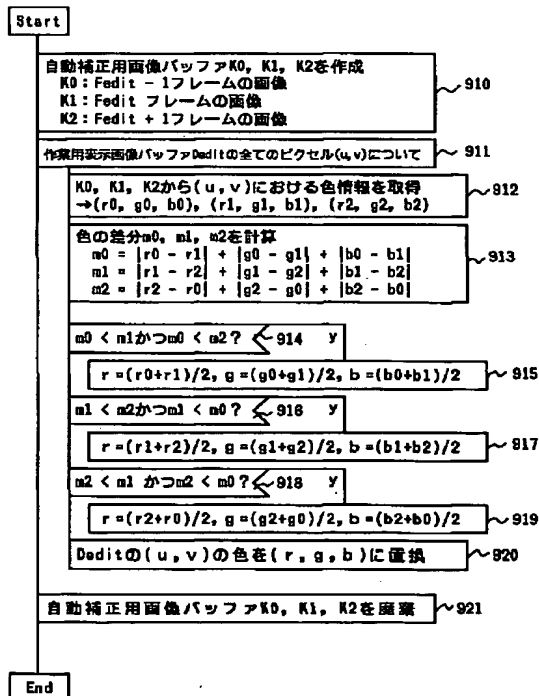 Start
自動補正用画像バッファK0, K1, K2を作成
K0：Fedit - 1フレームの画像
K1：Fedit フレームの画像
K2：Fedit + 1フレームの画像
910
作業用表示画像バッファDeditの全てのピクセル(u,v)について
911
K0, K1, K2から(u,v)における色情報を取得
→(r0, g0, b0), (r1, g1, b1), (r2, g2, b2)
912
色の差分m0, m1, m2を計算
m0 = |r0 - r1| + |g0 - g1| + |b0 - b1|
m1 = |r1 - r2| + |g1 - g2| + |b1 - b2|
m2 = |r2 - r0| + |g2 - g0| + |b2 - b0|
913
m0 < m1かつm0 < m2? 914 y
r=(r0+r1)/2, g=(g0+g1)/2, b=(b0+b1)/2 915
m1 < m2かつm1 < m0? 916 y
r=(r1+r2)/2, g=(g1+g2)/2, b=(b1+b2)/2 917
m2 < m1 かつm2 < m0? 918 y
r=(r2+r0)/2, g=(g2+g0)/2, b=(b2+b0)/2 919
Deditの(u,v)の色を(r,g,b)に置換 920
自動補正用画像バッファK0, K1, K2を廃棄 921
End